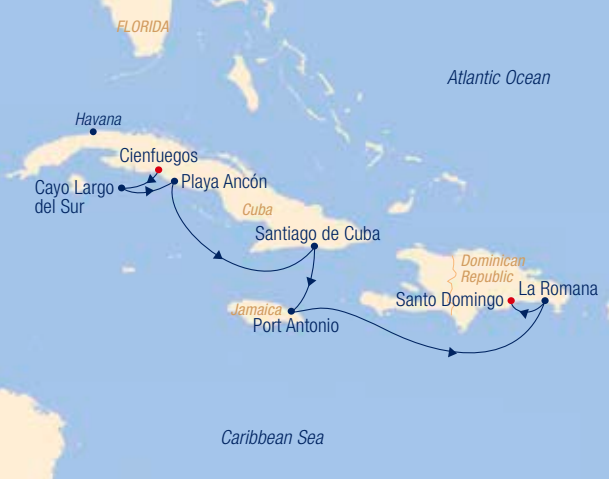 FLORIDA
Atlantic Ocean
Havana
Cienfuegos
Cayo Largo
del Sur
Playa Ancón
Cuba
Santiago de Cuba
Dominican
Republic
La Romana
Santo Domingo
Jamaica
Port Antonio
Caribbean Sea